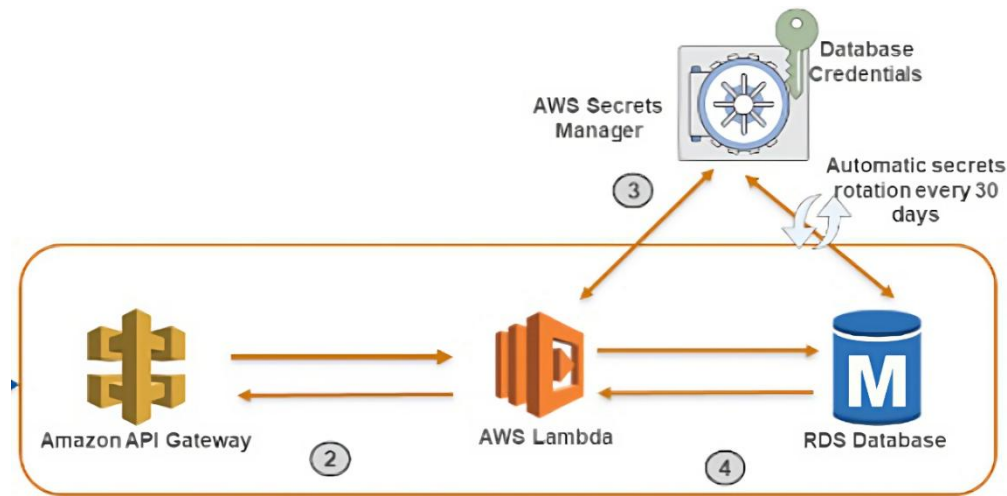 Database
Credentials
AWS Secrets
Manager
Automatic secrets
rotation every 30
days
3
M
Amazon API Gateway
AWS Lambda
RDS Database
2
4